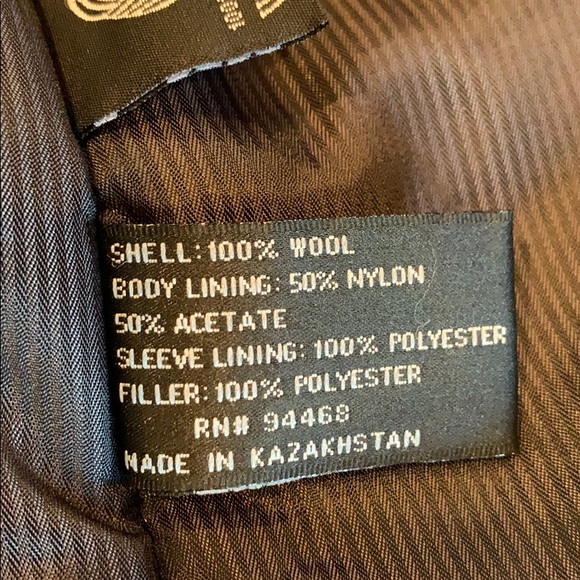 SHELL: 100% WOOL
BODY LINING: 50% NYLON
50% ACETATE
SLEEVE LINING: 100% POLYESTER
FILLER: 100% POLYESTER
RN# 94468
MADE IN KAZAKHSTAN